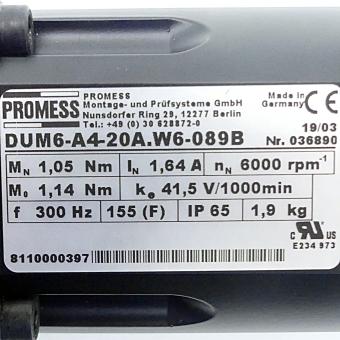 PROMESS
PROMESS
Montage- und Prüfsysteme GmbH
Nunsdorfer Ring 29, 12277 Berlin
Tel.: +49 (0) 30 628872-0
Made in
Germany CE
19/03
DUM6-A4-20A.W6-089B Nr. 036890
MN 1,05 Nm IN 1,64 A nN 6000 rpm⁻¹
M0 1,14 Nm ke 41,5 V/1000min
f 300 Hz 155 (F) IP 65 1,9 kg
c RU us
E234 973
8110000397